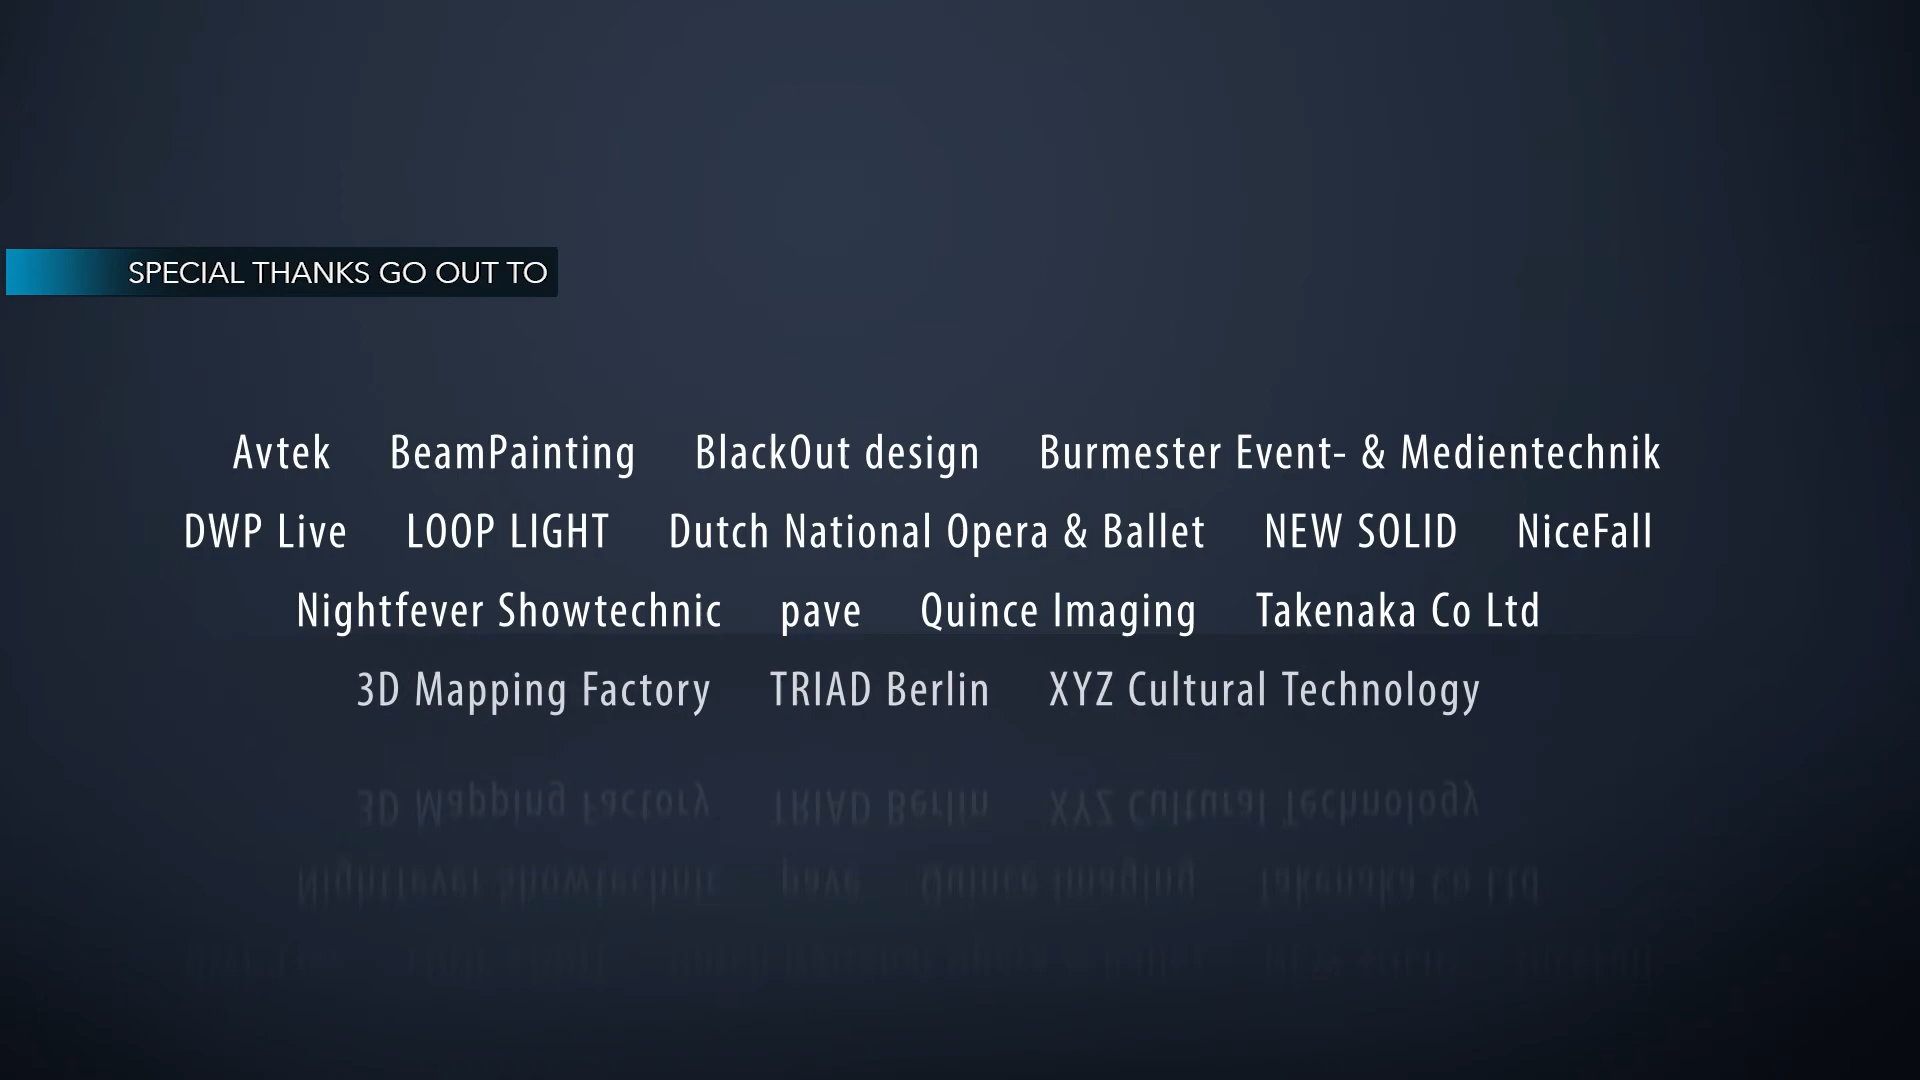 SPECIAL THANKS GO OUT TO
Avtek BeamPainting BlackOut design Burmester Event- & Medientechnik
DWP Live LOOP LIGHT Dutch National Opera & Ballet NEW SOLID NiceFall
Nightfever Showtechnic pave Quince Imaging Takenaka Co Ltd
3D Mapping Factory TRIAD Berlin XYZ Cultural Technology